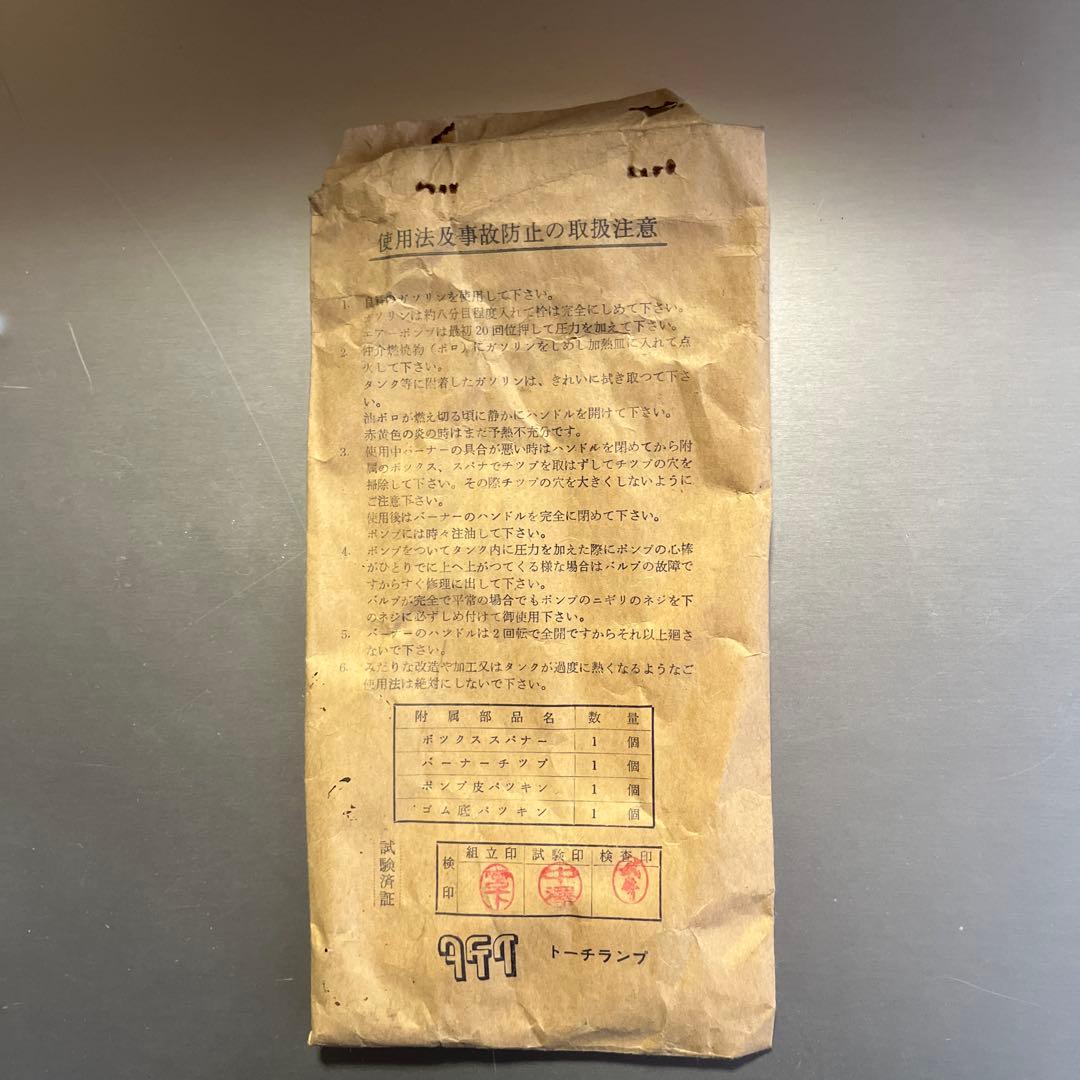 使用法及事故防止の取扱注意
1. 自動車ガソリンを使用して下さい。
ガソリンは約八分目程度入れて栓は完全にしめて下さい。
エアーポンプは最初20回位押して圧力を加えて下さい。
2. 仲介燃焼物（ボロ）にガソリンをしめし加熱皿に入れて点
火して下さい。
タンク等に附着したガソリンは、きれいに拭き取つて下さ
い。
油ボロが燃え切る頃に静かにハンドルを開けて下さい。
赤黄色の炎の時はまだ予熱不充分です。
3. 使用中バーナーの具合が悪い時はハンドルを閉めてから附
属のボックス、スパナでチツプを取はずしてチツプの穴を
掃除して下さい。その際チツプの穴を大きくしないように
ご注意下さい。
使用後はバーナーのハンドルを完全に閉めて下さい。
ポンプには時々注油して下さい。
4. ポンプをついてタンク内に圧力を加えた際にポンプの心棒
がひとりでに上へ上がつてくる様な場合はバルブの故障で
すからすぐ修理に出して下さい。
バルブが完全で平常の場合でもポンプのニギリのネジを下
のネジに必ずしめ付けて御使用下さい。
5. バーナーのハンドルは2回転で全開ですからそれ以上廻さ
ないで下さい。
6. みだりな改造や加工又はタンクが過度に熱くなるようなご
使用法は絶対にしないで下さい。
附属部品名 数量
ボツクススパナー 1 個
バーナーチツプ 1 個
ポンプ皮パツキン 1 個
ゴム底パツキン 1 個
試験済証
検印
組立印 試験印 検査印
宮下 中澤
トーチランプ